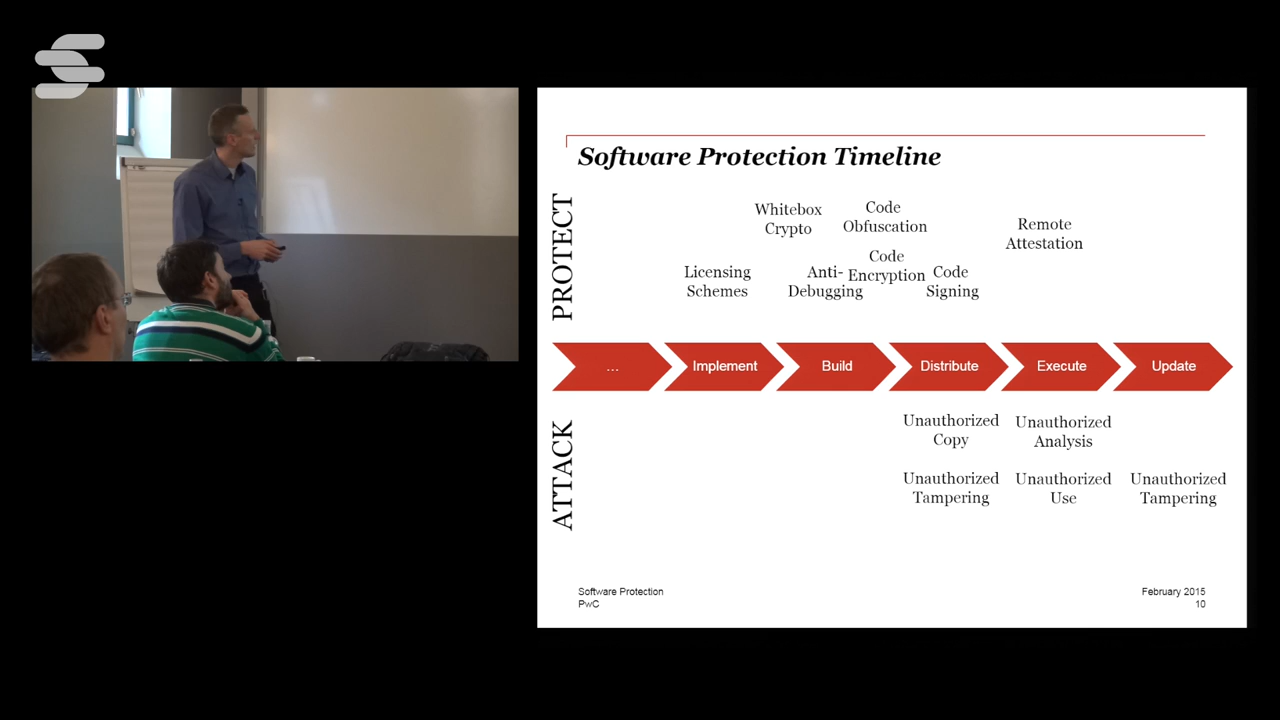 Software Protection Timeline
PROTECT
Whitebox
Crypto
Code
Obfuscation
Remote
Attestation
Licensing
Schemes
Anti-
Debugging
Code
Encryption
Code
Signing
...
Implement
Build
Distribute
Execute
Update
ATTACK
Unauthorized
Copy
Unauthorized
Analysis
Unauthorized
Tampering
Unauthorized
Use
Unauthorized
Tampering
Software Protection
PwC
February 2015
10